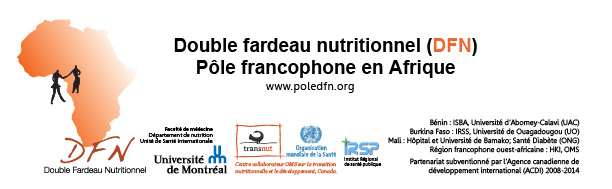 Double fardeau nutritionnel (DFN)
Pôle francophone en Afrique
www.poledfn.org
DFN
Double Fardeau Nutritionnel
Faculté de médecine
Département de nutrition
Unité de Santé Internationale
Université
de Montréal
transnut
Organisation
mondiale de la Santé
Centre collaborateur OMS sur la transition
nutritionnelle et le développement, Canada.
IRSP
Institut Régional
de santé publique
Bénin : ISBA, Université d'Abomey-Calavi (UAC)
Burkina Faso : IRSS, Université de Ouagadougou (UO)
Mali : Hôpital et Université de Bamako; Santé Diabète (ONG)
Région francophone ouest-africaine : HKI, OMS
Partenariat subventionné par l'Agence canadienne de
développement international (ACDI) 2008-2014